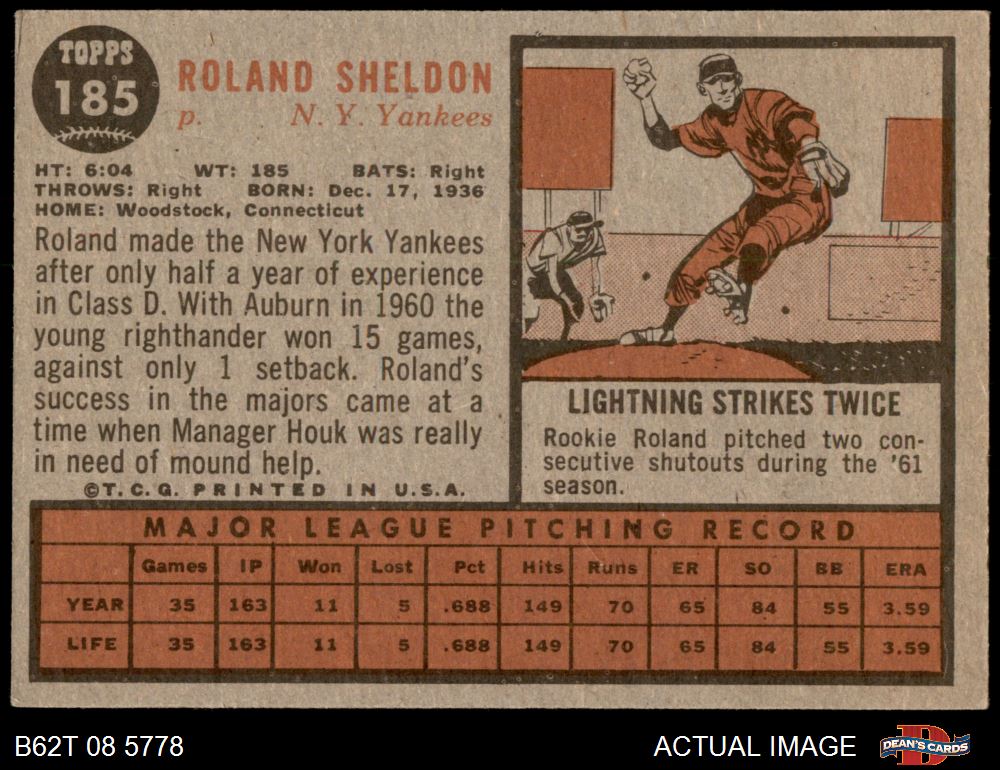 TOPPS
185
ROLAND SHELDON
p. N. Y. Yankees
HT: 6:04 WT: 185 BATS: Right
THROWS: Right BORN: Dec. 17, 1936
HOME: Woodstock, Connecticut
Roland made the New York Yankees
after only half a year of experience
in Class D. With Auburn in 1960 the
young righthander won 15 games,
against only 1 setback. Roland's
success in the majors came at a
time when Manager Houk was really
in need of mound help.
©T.C.G. PRINTED IN U.S.A.
LIGHTNING STRIKES TWICE
Rookie Roland pitched two con-
secutive shutouts during the '61
season.
MAJOR LEAGUE PITCHING RECORD
Games IP Won Lost Pct Hits Runs ER SO BB ERA
YEAR 35 163 11 5 .688 149 70 65 84 55 3.59
LIFE 35 163 11 5 .688 149 70 65 84 55 3.59
B62T 08 5778
ACTUAL IMAGE
DEAN'S CARDS